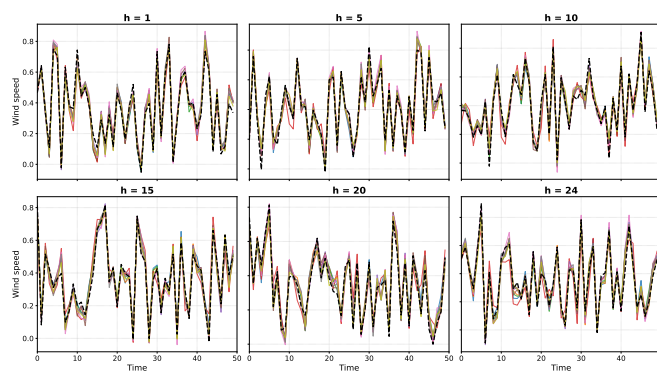 h = 1
h = 5
h = 10
Wind speed
0.8
0.6
0.4
0.2
0.0
h = 15
h = 20
h = 24
Wind speed
0.8
0.6
0.4
0.2
0.0
0 10 20 30 40 50
0 10 20 30 40 50
0 10 20 30 40
Time
Time
Time